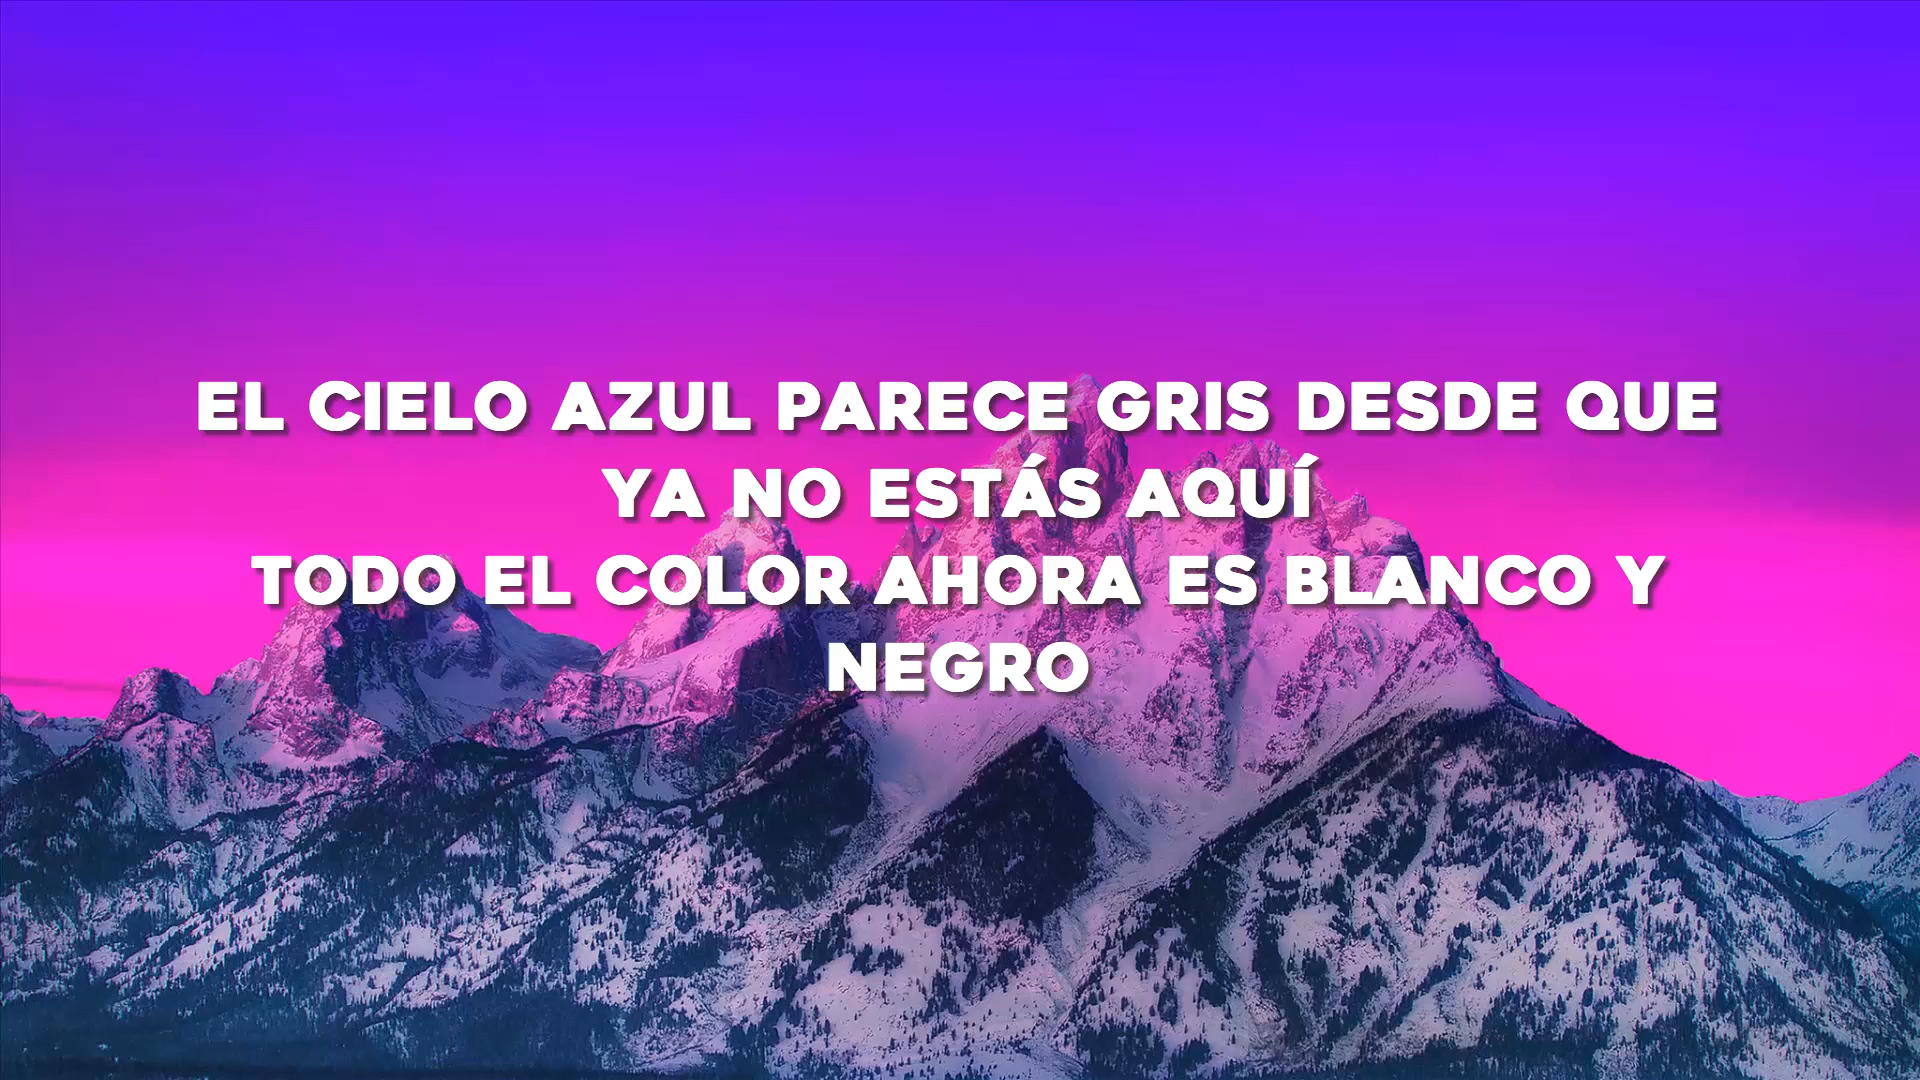 EL CIELO AZUL PARECE GRIS DESDE QUE
YA NO ESTÁS AQUÍ
TODO EL COLOR AHORA ES BLANCO Y
NEGRO